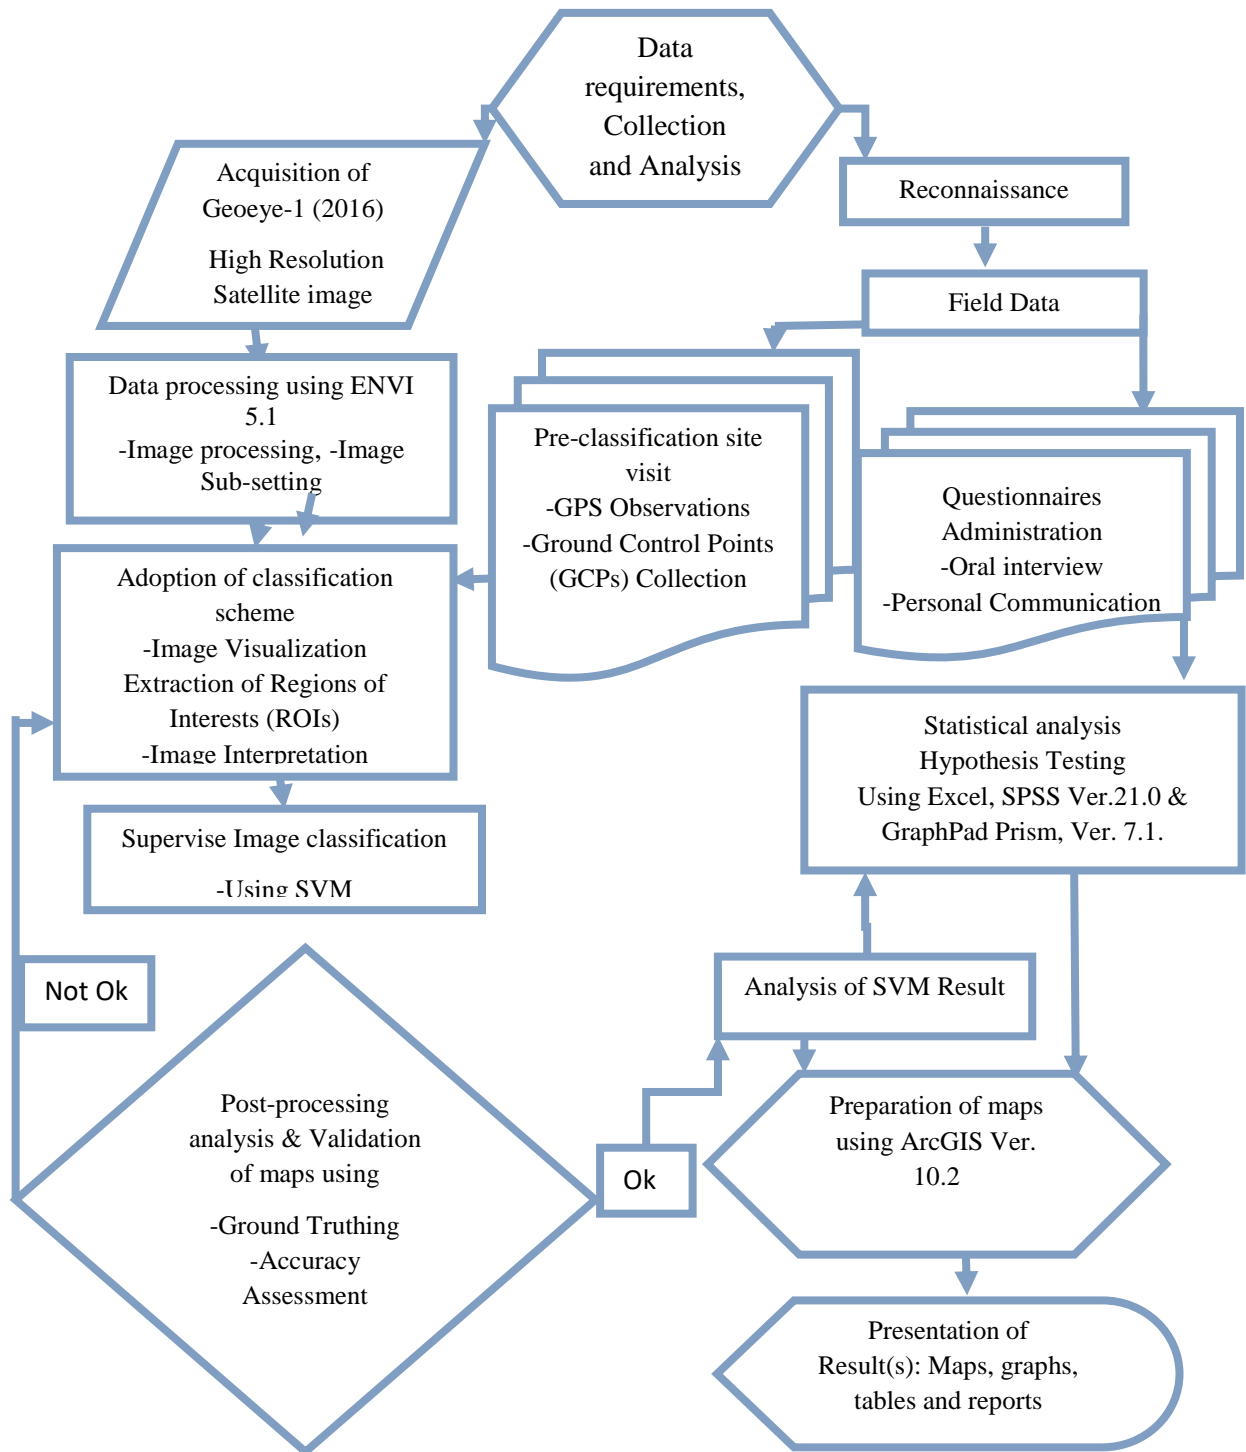 Data
requirements,
Collection
and Analysis
Acquisition of
Geoeye-1 (2016)
High Resolution
Satellite image
Reconnaissance
Field Data
Data processing using ENVI
5.1
-Image processing, -Image
Sub-setting
Pre-classification site
visit
-GPS Observations
-Ground Control Points
(GCPs) Collection
Questionnaires
Administration
-Oral interview
-Personal Communication
Adoption of classification
scheme
-Image Visualization
Extraction of Regions of
Interests (ROIs)
-Image Interpretation
Statistical analysis
Hypothesis Testing
Using Excel, SPSS Ver.21.0 &
GraphPad Prism, Ver. 7.1.
Supervise Image classification
-Using SVM
Not Ok
Analysis of SVM Result
Post-processing
analysis & Validation
of maps using
-Ground Truthing
-Accuracy
Assessment
Ok
Preparation of maps
using ArcGIS Ver.
10.2
Presentation of
Result(s): Maps, graphs,
tables and reports